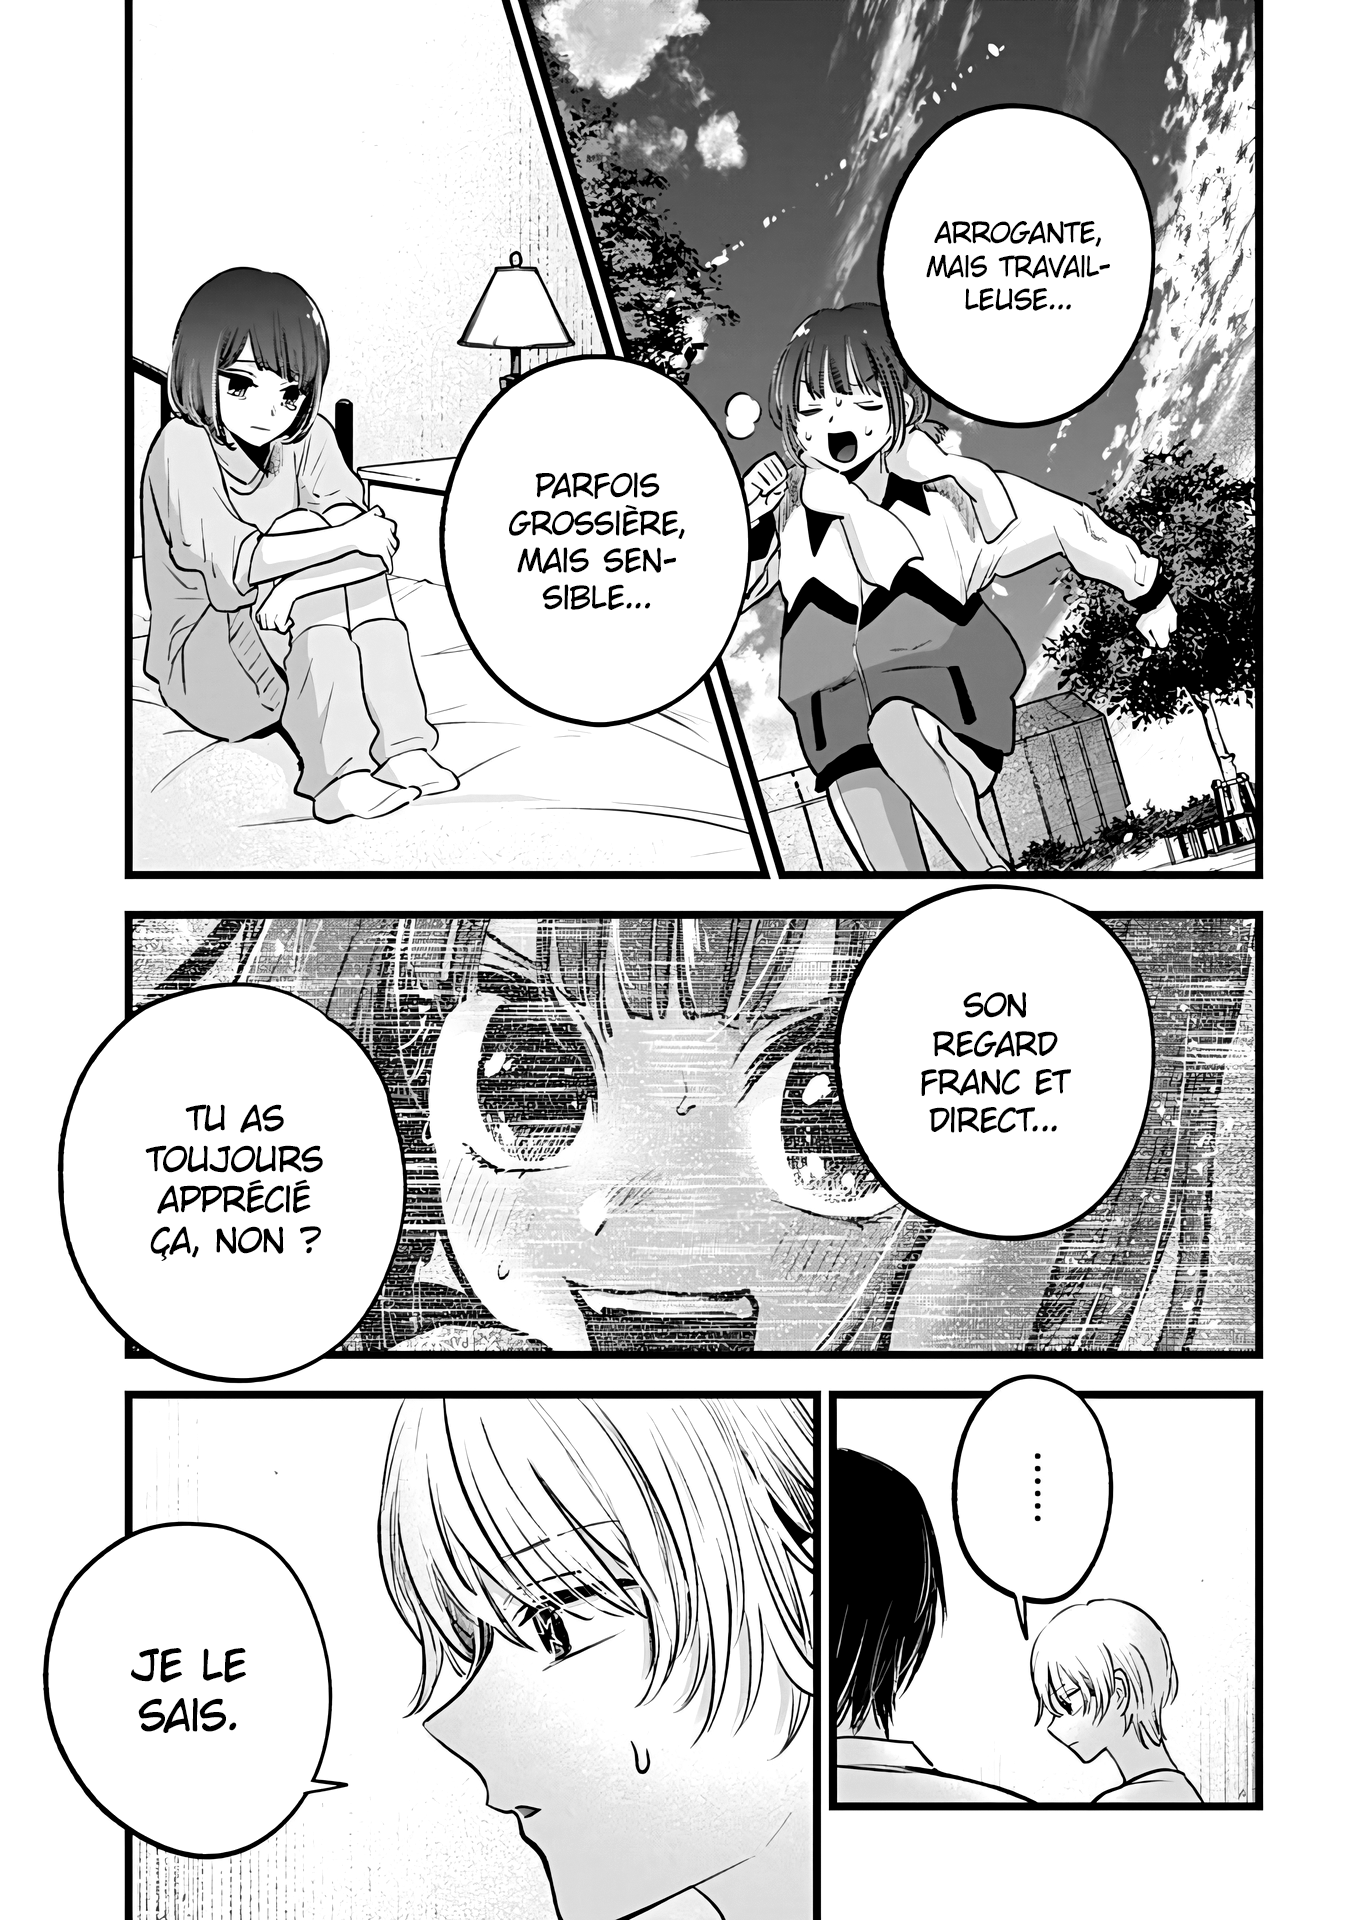 ARROGANTE,
MAIS TRAVAIL-
LEUSE...
PARFOIS
GROSSIÈRE,
MAIS SEN-
SIBLE...
SON
REGARD
FRANC ET
DIRECT...
TU AS
TOUJOURS
APPRÉCIÉ
ÇA, NON ?
......
JE LE
SAIS.